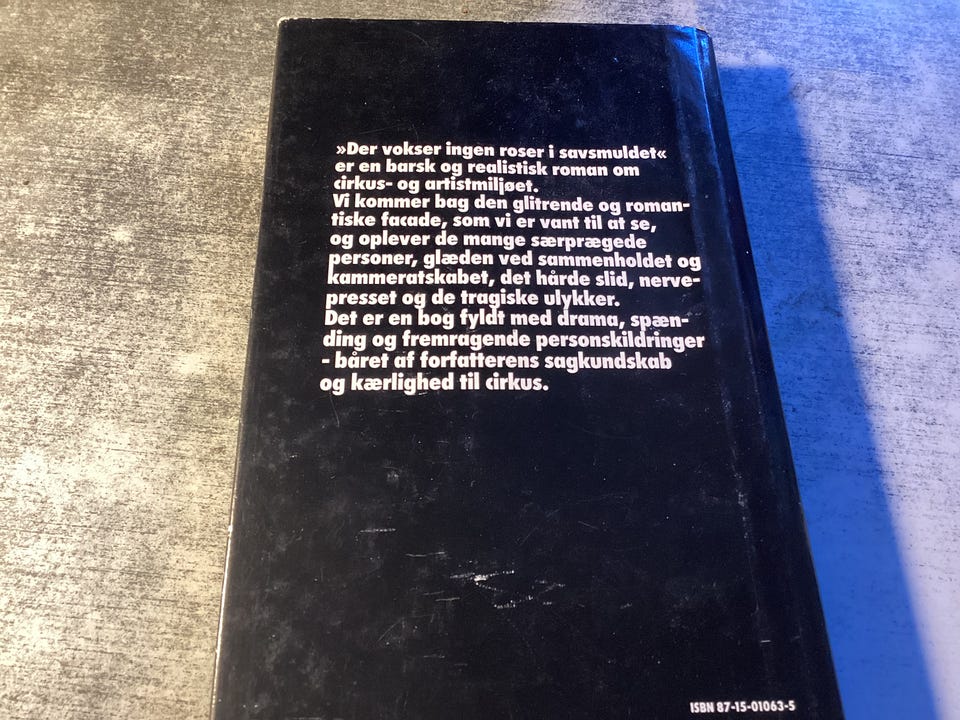 »Der vokser ingen roser i savsmuldet«
er en barsk og realistisk roman om
cirkus- og artistmiljøet.
Vi kommer bag den glitrende og roman-
tiske facade, som vi er vant til at se,
og oplever de mange særprægede
personer, glæden ved sammenholdet og
kammeratskabet, det hårde slid, nerve-
presset og de tragiske ulykker.
Det er en bog fyldt med drama, spæn-
ding og fremragende personskildringer
- båret af forfatterens sagkundskab
og kærlighed til cirkus.
ISBN 87-15-01063-5